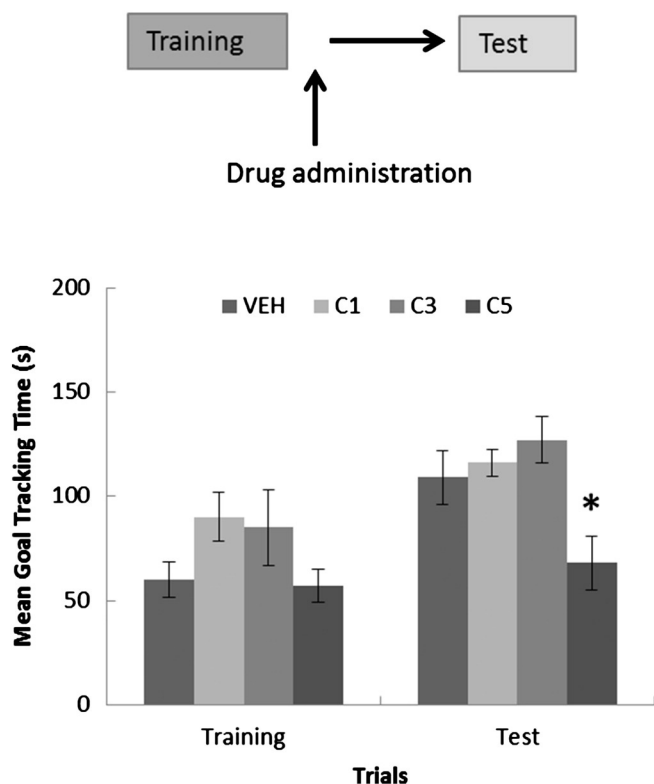 Training
Test
Drug administration
200
VEH C1 C3 C5
150
100
*
50
0
Mean Goal Tracking Time (s)
Training Test
Trials